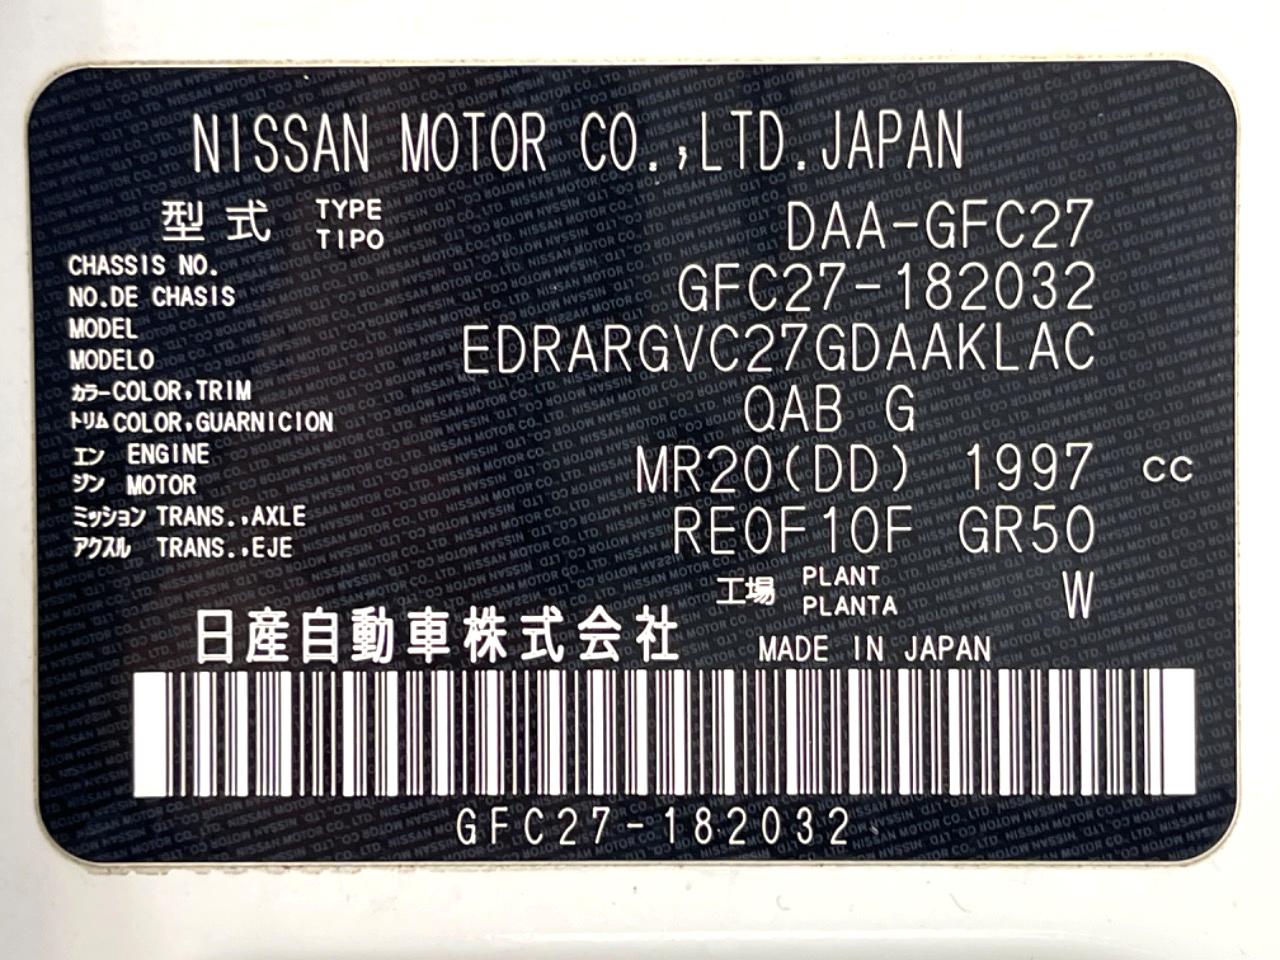 NISSAN MOTOR CO.,LTD.JAPAN
型式 TYPE TIPO DAA-GFC27
CHASSIS NO. GFC27-182032
NO.DE CHASIS
MODEL EDRARGVC27GDAAKLAC
MODELO
カラー COLOR,TRIM QAB G
トリム COLOR,GUARNICION
エン ENGINE MR20(DD) 1997 CC
ジン MOTOR
ミッション TRANS.,AXLE RE0F10F GR50
アクスル TRANS.,EJE
工場 PLANT PLANTA W
日産自動車株式会社 MADE IN JAPAN
GFC27-182032